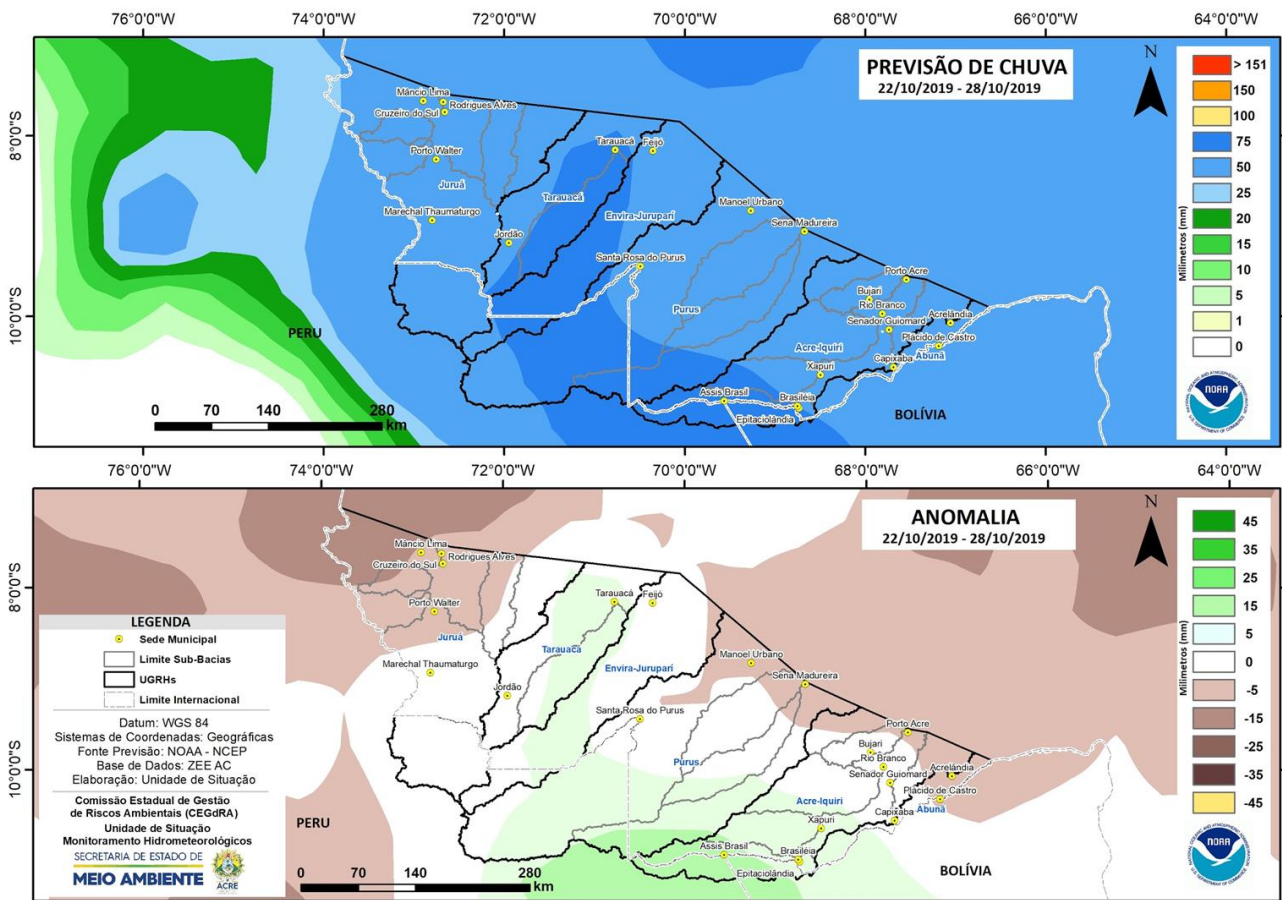 76°0'0"W 74°0'0"W 72°0'0"W 70°0'0"W 68°0'0"W 66°0'0"W 64°0'0"W
PREVISÃO DE CHUVA
22/10/2019 - 28/10/2019
N
> 151
150
100
75
50
25
20
15
10
5
1
0
Milímetros (mm)
NOAA
8°0'0"S
10°0'0"S
Mâncio Lima
Rodrigues Alves
Cruzeiro do Sul
Porto Walter
Juruá
Marechal Thaumaturgo
Tarauacá
Feijó
Tarauacá
Envira-Jurupari
Jordão
Santa Rosa do Purus
Manoel Urbano
Sena Madureira
Purus
Porto Acre
Bujari
Rio Branco
Senador Guiomard
Acrelândia
Plácido de Castro
Acre-Iquiri
Capixaba
Abunã
Xapuri
Assis Brasil
Brasiléia
Epitaciolândia
PERU
BOLÍVIA
0 70 140 280
km
76°0'0"W 74°0'0"W 72°0'0"W 70°0'0"W 68°0'0"W 66°0'0"W 64°0'0"W
ANOMALIA
22/10/2019 - 28/10/2019
N
45
35
25
15
5
0
-5
-15
-25
-35
-45
Milímetros (mm)
NOAA
8°0'0"S
10°0'0"S
Mâncio Lima
Rodrigues Alves
Cruzeiro do Sul
Porto Walter
Juruá
Marechal Thaumaturgo
Tarauacá
Feijó
Tarauacá
Envira-Juruparí
Jordão
Santa Rosa do Purus
Manoel Urbano
Sena Madureira
Purus
Porto Acre
Bujari
Rio Branco
Senador Guiomard
Acrelândia
Plácido de Castro
Acre-Iquiri
Capixaba
Abunã
Xapuri
Assis Brasil
Brasiléia
Epitaciolândia
PERU
BOLÍVIA
0 70 140 280
km
LEGENDA
Sede Municipal
Limite Sub-Bacias
UGRHs
Limite Internacional
Datum: WGS 84
Sistemas de Coordenadas: Geográficas
Fonte Previsão: NOAA - NCEP
Base de Dados: ZEE AC
Elaboração: Unidade de Situação
Comissão Estadual de Gestão
de Riscos Ambientais (CEGdRA)
Unidade de Situação
Monitoramento Hidrometeorológicos
SECRETARIA DE ESTADO DE
MEIO AMBIENTE
ACRE